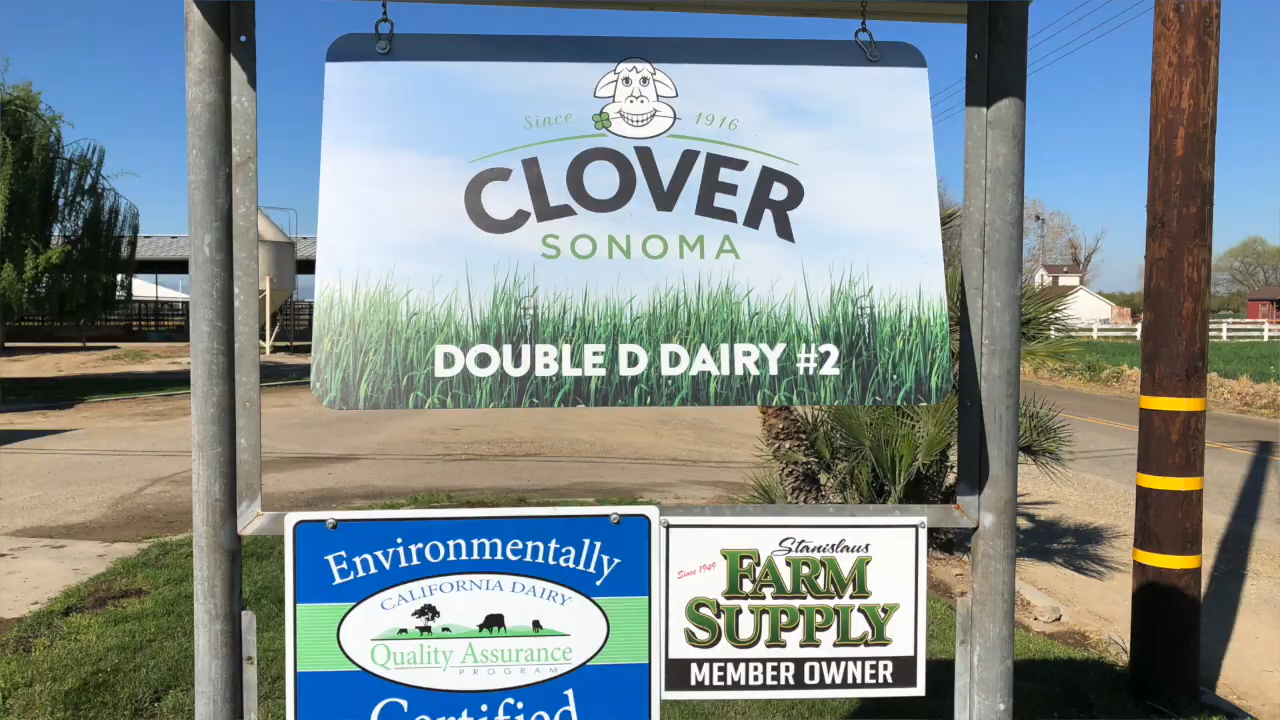 Since 1916
CLOVER
SONOMA
DOUBLE D DAIRY #2
Environmentally
CALIFORNIA DAIRY
Quality Assurance
PROGRAM
Certified
Stanislaus
Since 1949
FARM
SUPPLY
MEMBER OWNER